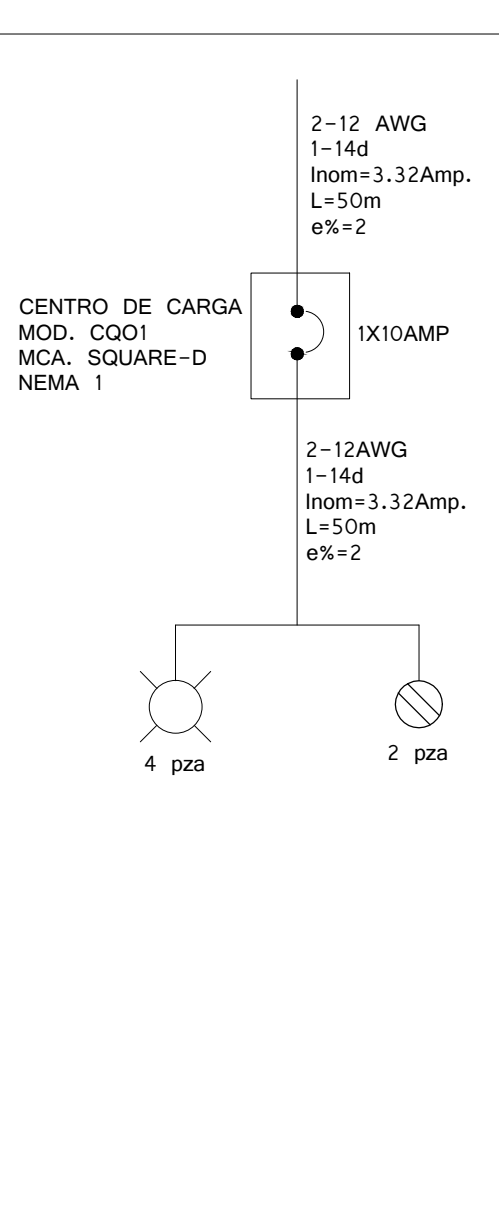 2-12 AWG
1-14d
Inom=3.32Amp.
L=50m
e%=2
CENTRO DE CARGA
MOD. CQO1
MCA. SQUARE-D
NEMA 1
1X10AMP
2-12AWG
1-14d
Inom=3.32Amp.
L=50m
e%=2
4 pza
2 pza